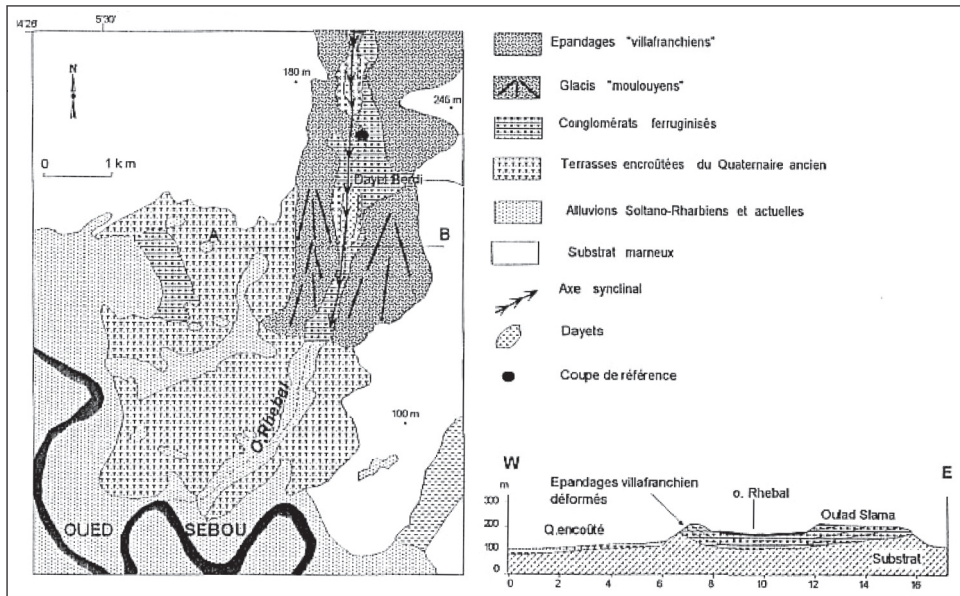 4°26'
5°30'
N
180 m
246 m
0 1 km
Dayet Berdi
A
B
O.Rhebal
100 m
OUED SEBOU
Epandages "villafranchiens"
Glacis "moulouyens"
Conglomérats ferruginisés
Terrasses encroûtées du Quaternaire ancien
Alluvions Soltano-Rharbiens et actuelles
Substrat marneux
Axe synclinal
Dayets
Coupe de référence
W
E
m
300
200
100
0
Epandages villafranchien
déformés
o. Rhebal
Oulad Slama
Q.encoûté
Substrat
0 2 4 6 8 10 12 14 16